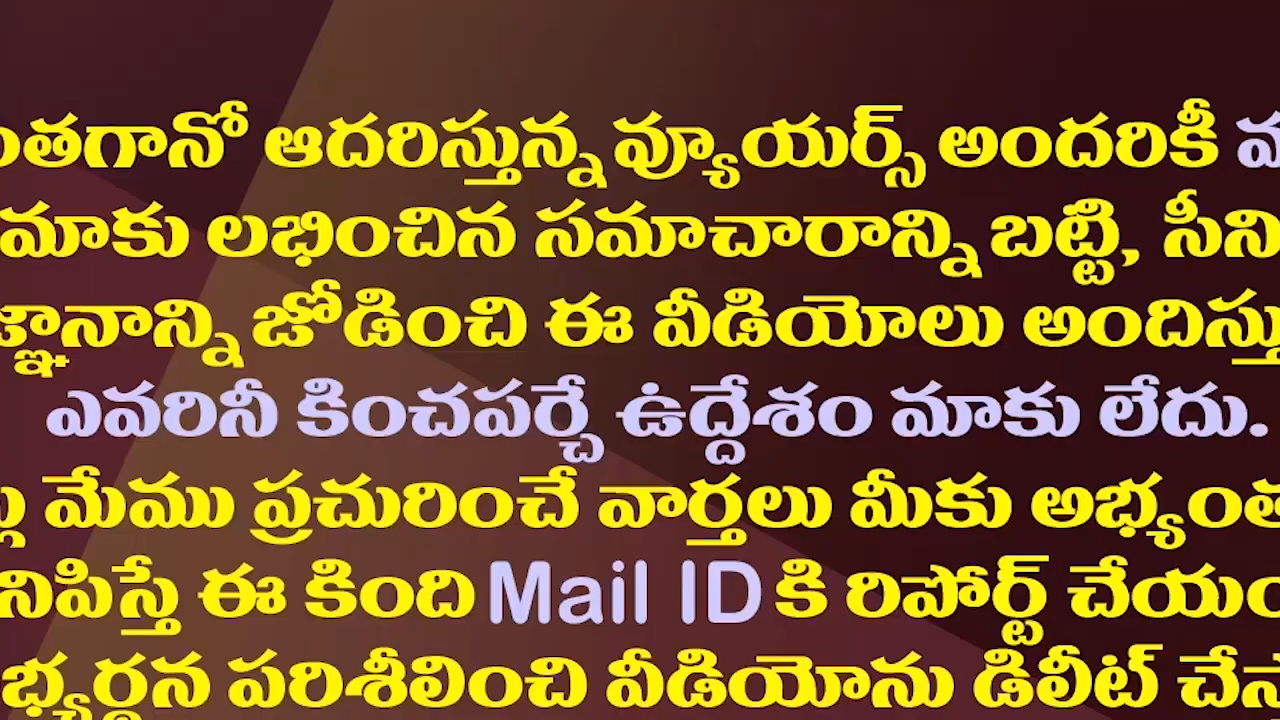 ంతగానో ఆదరిస్తున్న వ్యూయర్స్ అందరికీ
మాకు లభించిన సమాచారాన్ని బట్టి, సీని
జ్ఞానాన్ని జోడించి ఈ వీడియోలు అందిస్తు
ఎవరినీ కించపర్చే ఉద్దేశం మాకు లేదు.
మేము ప్రచురించే వార్తలు మీకు అభ్యంత
నిపిస్తే ఈ కింది Mail ID కి రిపోర్ట్ చేయం
భ్యర్థన పరిశీలించి వీడియోను డిలీట్ చేస